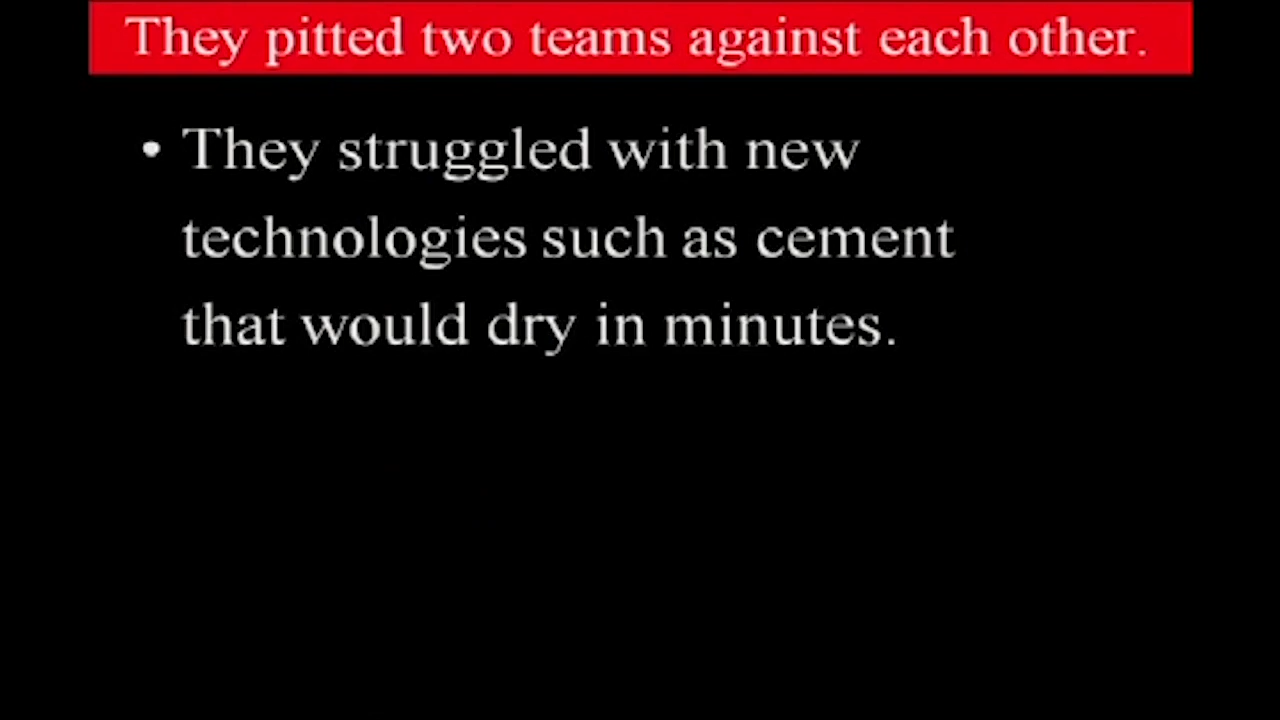 They pitted two teams against each other.
• They struggled with new
technologies such as cement
that would dry in minutes.